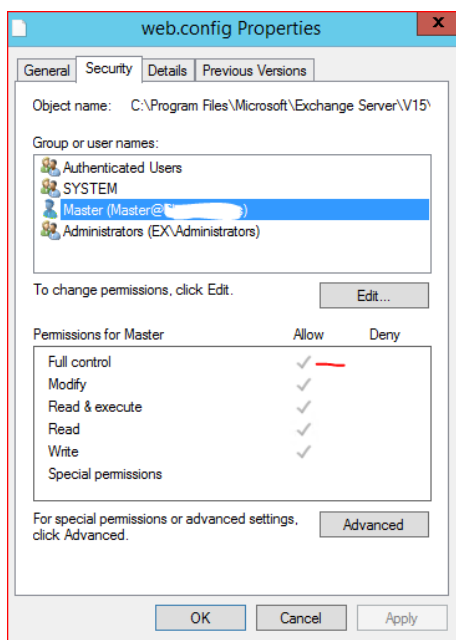 web.config Properties
x
General Security Details Previous Versions
Object name: C:\Program Files\Microsoft\Exchange Server\V15\
Group or user names:
Authenticated Users
SYSTEM
Master (Master@ s)
Administrators (EX\Administrators)
To change permissions, click Edit.
Edit...
Permissions for Master Allow Deny
Full control
Modify
Read & execute
Read
Write
Special permissions
For special permissions or advanced settings,
click Advanced.
Advanced
OK Cancel Apply